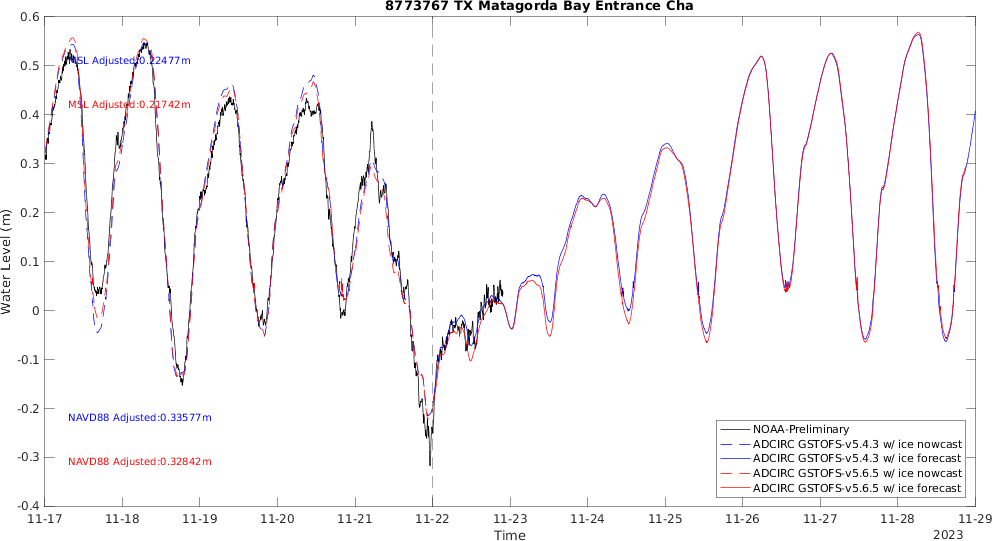 8773767 TX Matagorda Bay Entrance Cha
0.6
0.5
0.4
0.3
0.2
0.1
0
-0.1
-0.2
-0.3
-0.4
Water Level (m)
MSL Adjusted:0.22477m
MSL Adjusted:0.21742m
NAVD88 Adjusted:0.33577m
NAVD88 Adjusted:0.32842m
NOAA-Preliminary
ADCIRC GSTOFS-v5.4.3 w/ ice nowcast
ADCIRC GSTOFS-v5.4.3 w/ ice forecast
ADCIRC GSTOFS-v5.6.5 w/ ice nowcast
ADCIRC GSTOFS-v5.6.5 w/ ice forecast
11-17 11-18 11-19 11-20 11-21 11-22 11-23 11-24 11-25 11-26 11-27 11-28 11-29
Time
2023